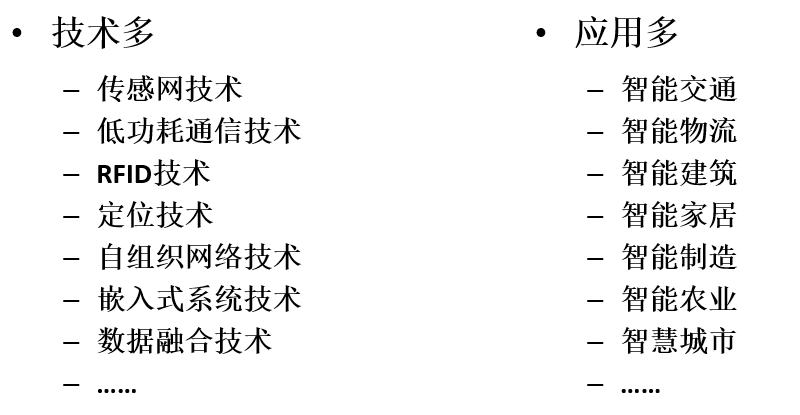 • 技术多
– 传感网技术
– 低功耗通信技术
– RFID技术
– 定位技术
– 自组织网络技术
– 嵌入式系统技术
– 数据融合技术
– ......
• 应用多
– 智能交通
– 智能物流
– 智能建筑
– 智能家居
– 智能制造
– 智能农业
– 智慧城市
– ......